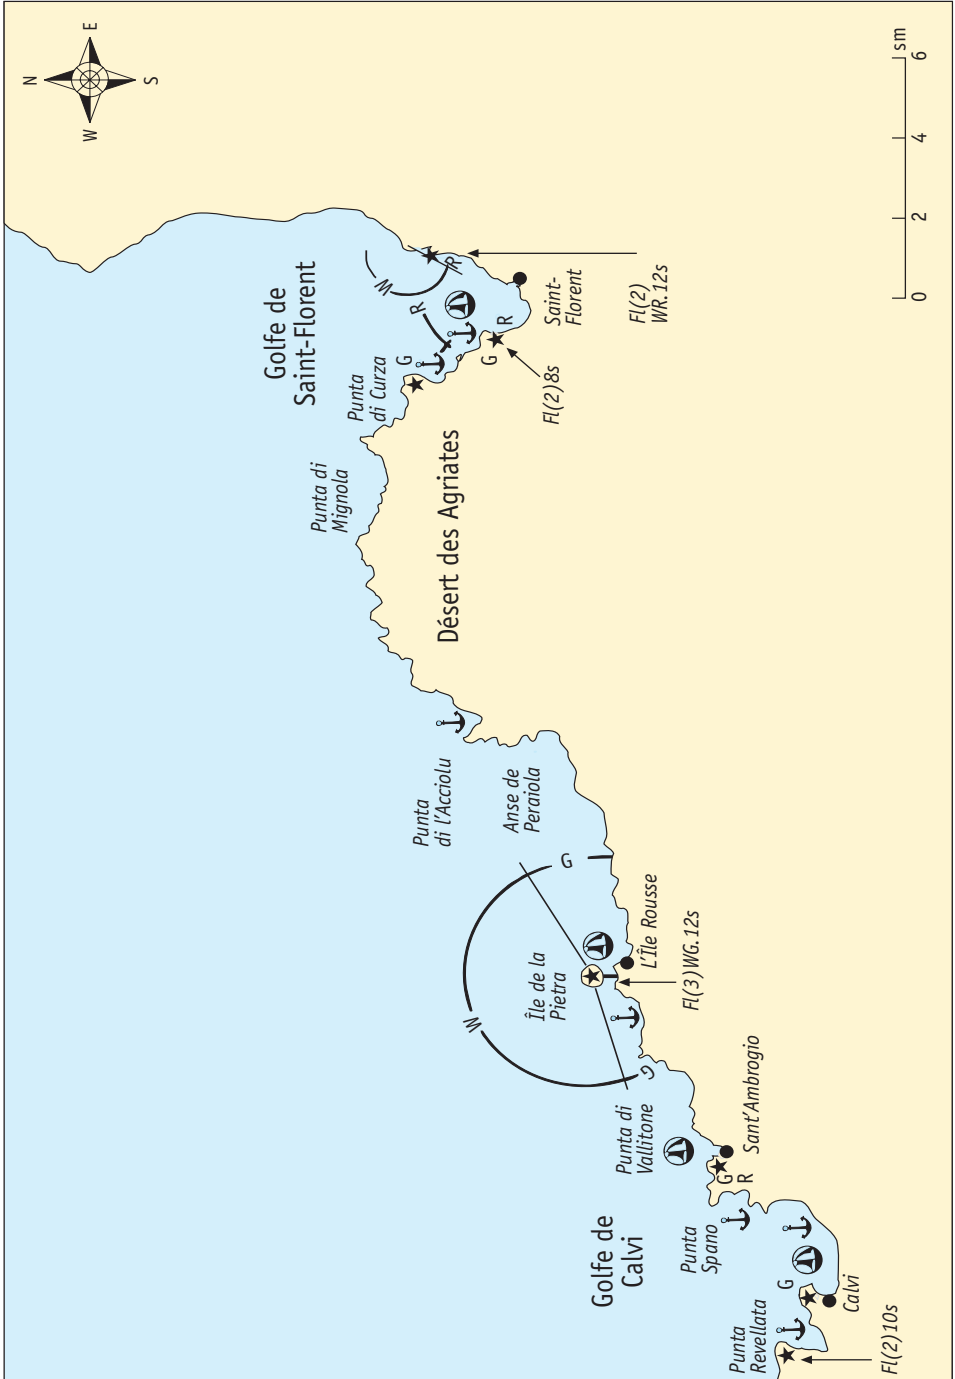 N
W
E
S
Golfe de
Saint-Florent
Punta di
Mignola
Punta
di Curza
W
R
R
G
G
R
Saint-
Florent
Fl(2)
WR.12s
Fl(2)8s
Désert des Agriates
Punta
di l'Acciolu
Anse de
Peraiola
W
G
G
Île de la
Pietra
L'Île Rousse
Fl(3)WG.12s
Punta di
Vallitone
Sant'Ambrogio
G
R
Golfe de
Calvi
Punta
Spano
G
Calvi
Punta
Revellata
Fl(2)10s
0
2
4
6
sm